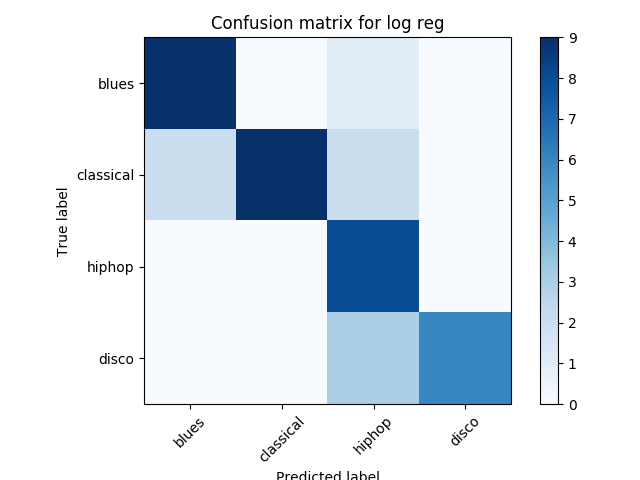 Confusion matrix for log reg
True label
blues
classical
hiphop
disco
blues
classical
hiphop
disco
Predicted label
9
8
7
6
5
4
3
2
1
0